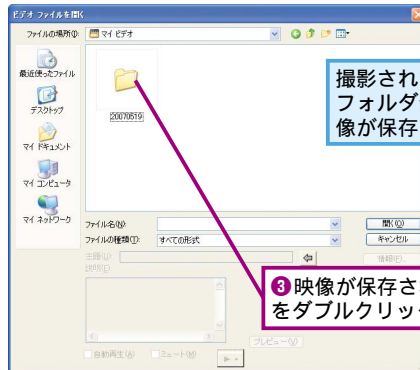 ビデオ ファイルを開く
ファイルの場所(I):
マイ ビデオ
最近使ったファイル
デスクトップ
マイ ドキュメント
マイ コンピュータ
マイ ネットワーク
20070519
撮影され
フォルダ
像が保存
ファイル名(N):
開く(O)
ファイルの種類(T):
すべての形式
キャンセル
主題(U):
情報(F)...
説明(E):
❸映像が保存さ
をダブルクリッ
プレビュー(V)
自動再生(A)
ミュート(M)